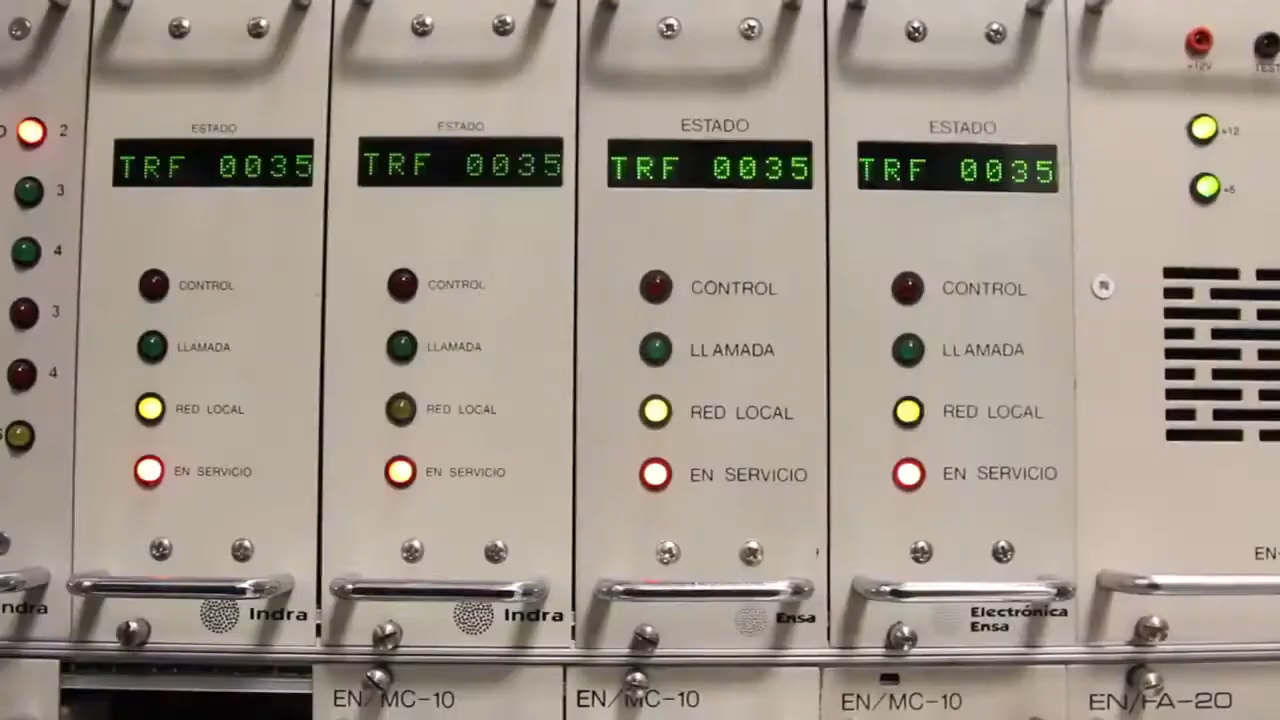 2
3
4
3
4
ndra
ESTADO
TRF 0035
CONTROL
LLAMADA
RED LOCAL
EN SERVICIO
Indra
ESTADO
TRF 0035
CONTROL
LLAMADA
RED LOCAL
EN SERVICIO
Indra
EN/MC-10
ESTADO
TRF 0035
CONTROL
LLAMADA
RED LOCAL
EN SERVICIO
Ensa
EN/MC-10
ESTADO
TRF 0035
CONTROL
LLAMADA
RED LOCAL
EN SERVICIO
Electrónica
Ensa
EN/MC-10
+12V
TEST
+12
+5
EN-
EN/FA-20